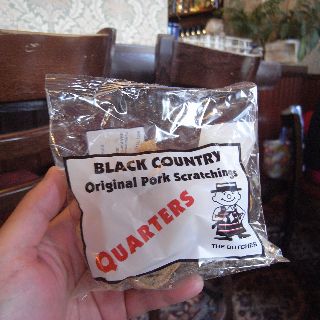 BLACK COUNTRY
Original Pork Scratchings
QUARTERS
THE BUTCHER